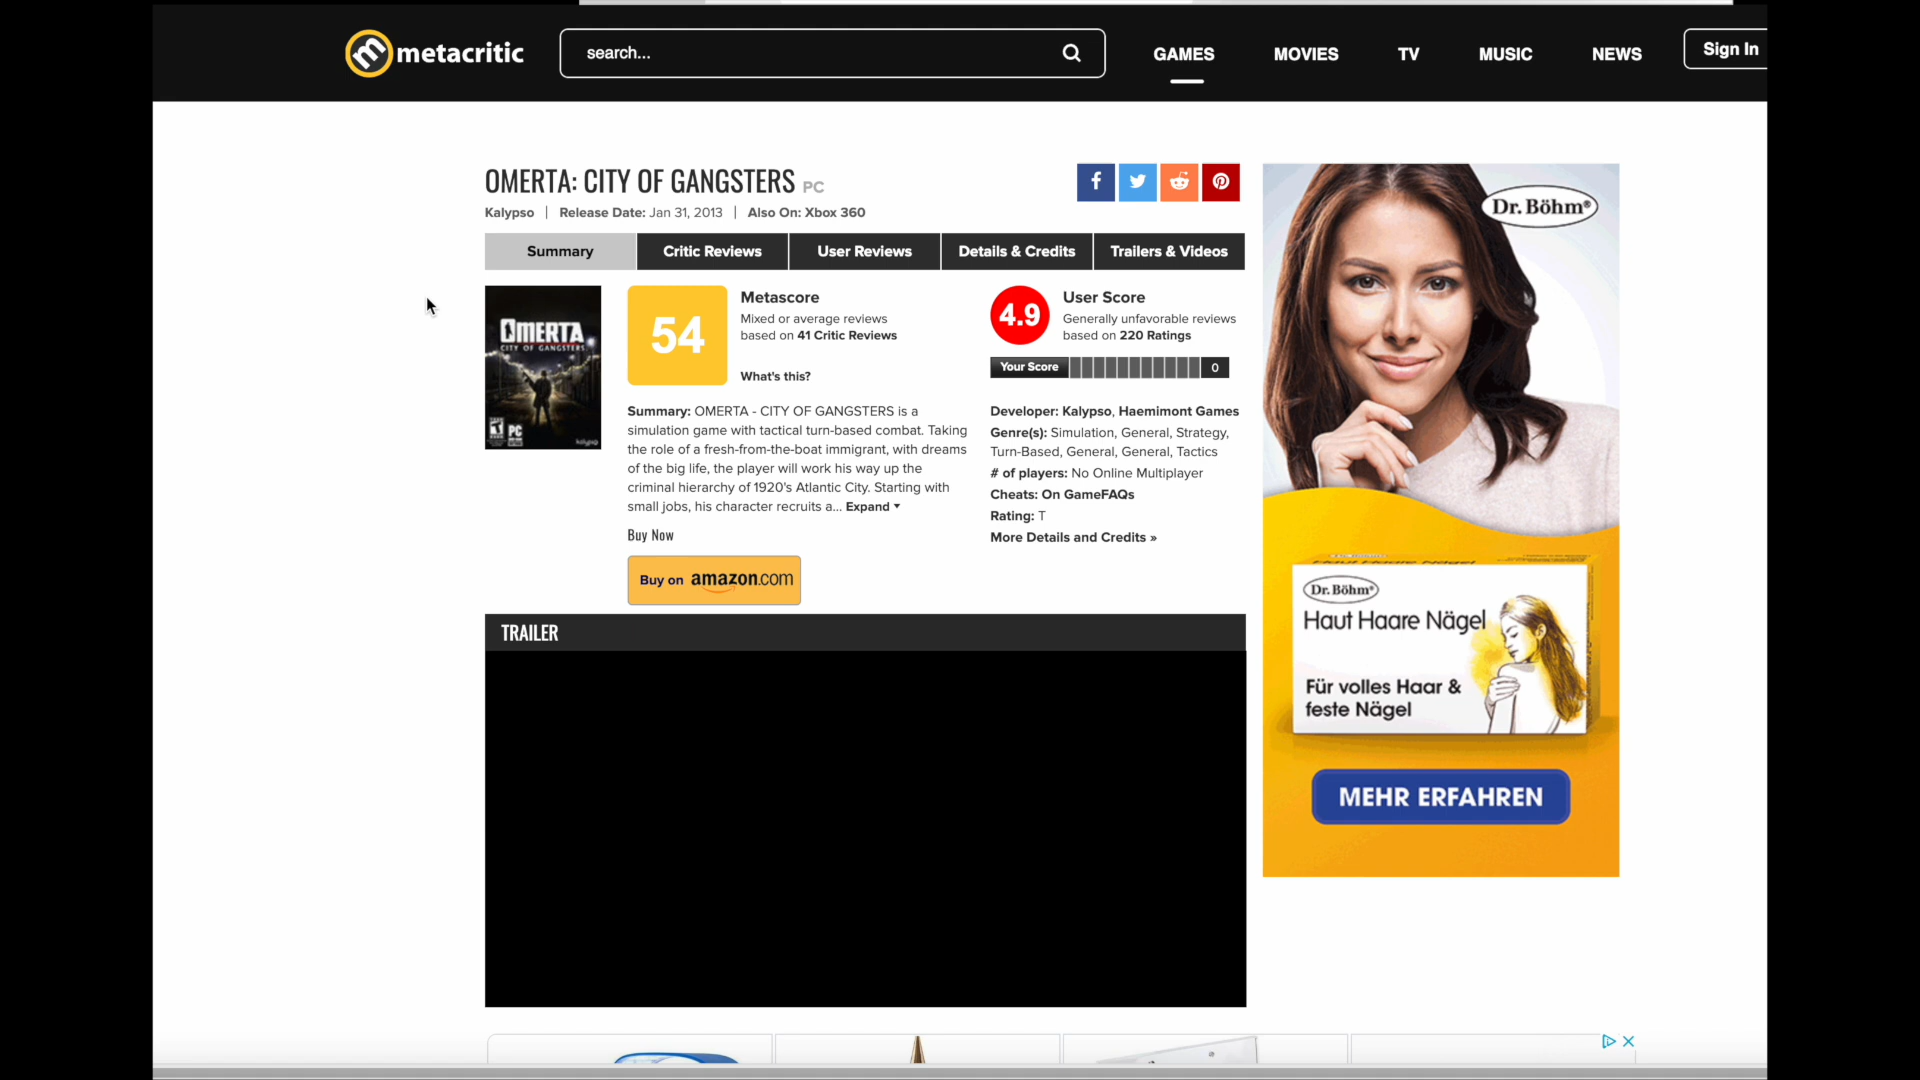 metacritic
search...
GAMES
MOVIES
TV
MUSIC
NEWS
Sign In
OMERTA: CITY OF GANGSTERS PC
Kalypso | Release Date: Jan 31, 2013 | Also On: Xbox 360
Summary
Critic Reviews
User Reviews
Details & Credits
Trailers & Videos
OMERTA
CITY OF GANGSTERS
PC
kalypso
54
Metascore
Mixed or average reviews
based on 41 Critic Reviews
What's this?
4.9
User Score
Generally unfavorable reviews
based on 220 Ratings
Your Score
0
Summary: OMERTA - CITY OF GANGSTERS is a
simulation game with tactical turn-based combat. Taking
the role of a fresh-from-the-boat immigrant, with dreams
of the big life, the player will work his way up the
criminal hierarchy of 1920's Atlantic City. Starting with
small jobs, his character recruits a... Expand
Buy Now
Buy on amazon.com
Developer: Kalypso, Haemimont Games
Genre(s): Simulation, General, Strategy,
Turn-Based, General, General, Tactics
# of players: No Online Multiplayer
Cheats: On GameFAQs
Rating: T
More Details and Credits »
TRAILER
Dr. Böhm®
Dr. Böhm®
Haut Haare Nägel
Für volles Haar &
feste Nägel
MEHR ERFAHREN